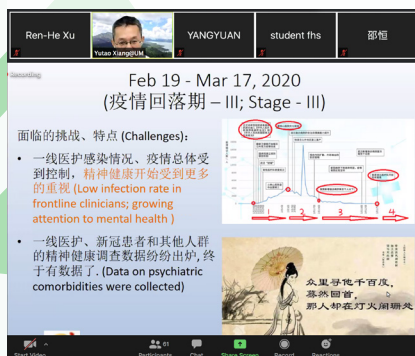 Ren-He Xu
Yutao Xiang@UM
YANGYUAN
student fhs
邵恒
Recording
Feb 19 - Mar 17, 2020
(疫情回落期 – III; Stage - III)
面临的挑战、特点 (Challenges):
• 一线医护感染情况、疫情总体受
到控制，精神健康开始受到更多
的重视 (Low infection rate in
frontline clinicians; growing
attention to mental health )
• 一线医护、新冠患者和其他人群
的精神健康调查数据纷纷出炉, 终
于有数据了. (Data on psychiatric
comorbidities were collected)
1 2 3 4
众里寻他千百度,
蓦然回首,
那人却在灯火阑珊处
Start Video
61
Participants
Chat
Share Screen
Record
Reactions